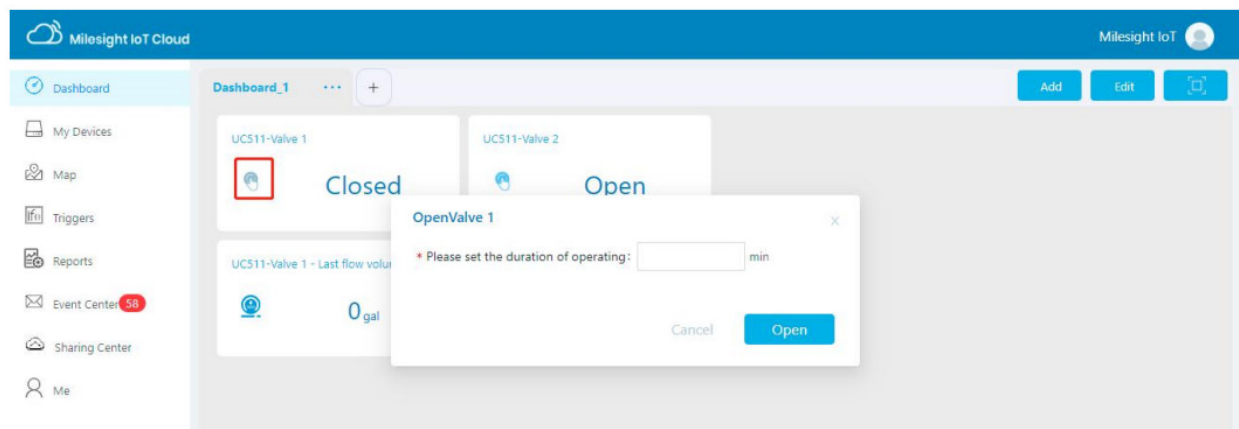 Milesight IoT Cloud
Milesight IoT
Dashboard
Dashboard_1 ··· +
Add
Edit
My Devices
Map
Triggers
Reports
Event Center 58
Sharing Center
Me
UC511-Valve 1
Closed
UC511-Valve 2
Open
UC511-Valve 1 - Last flow
0 gal
OpenValve 1
x
* Please set the duration of operating: min
Cancel
Open